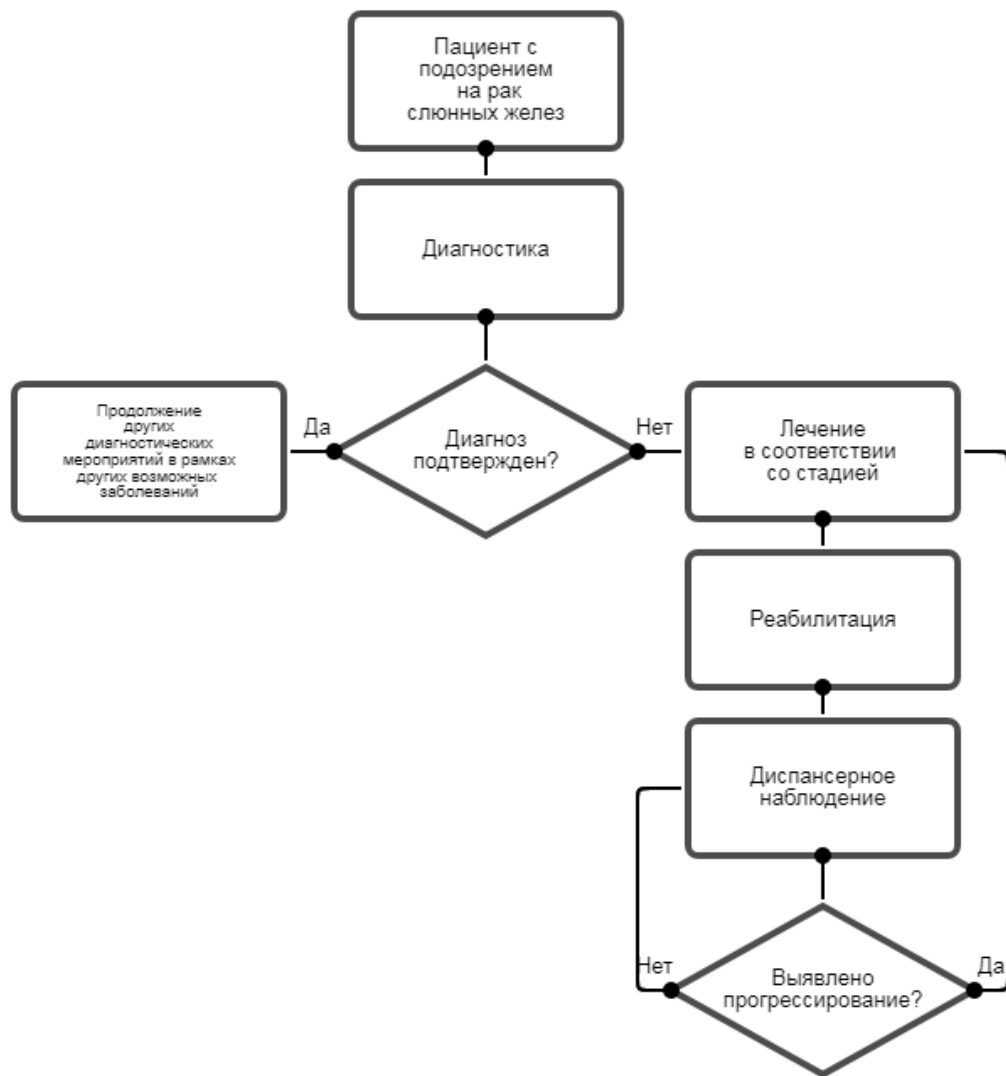 Пациент с
подозрением
на рак
слюнных желез
Диагностика
Продолжение
других
диагностических
мероприятий в рамках
других возможных
заболеваний
Да
Диагноз
подтвержден?
Нет
Лечение
в соответствии
со стадией
Реабилитация
Диспансерное
наблюдение
Нет
Выявлено
прогрессирование?
Да